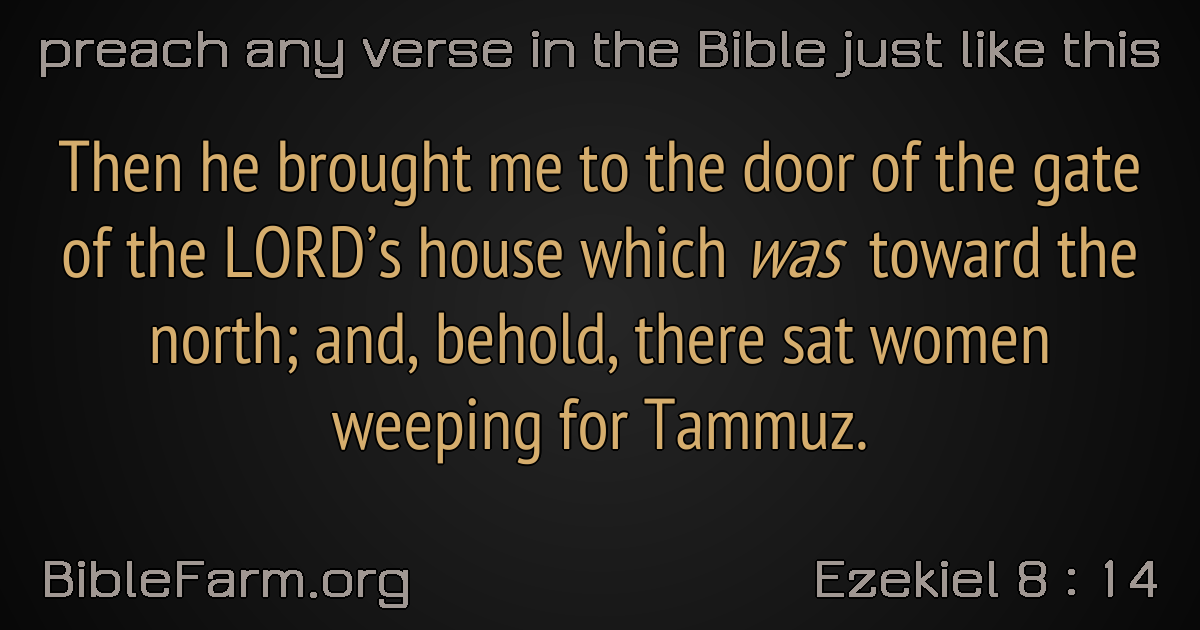 preach any verse in the Bible just like this
Then he brought me to the door of the gate
of the LORD’s house which was toward the
north; and, behold, there sat women
weeping for Tammuz.
BibleFarm.org
Ezekiel 8 : 14